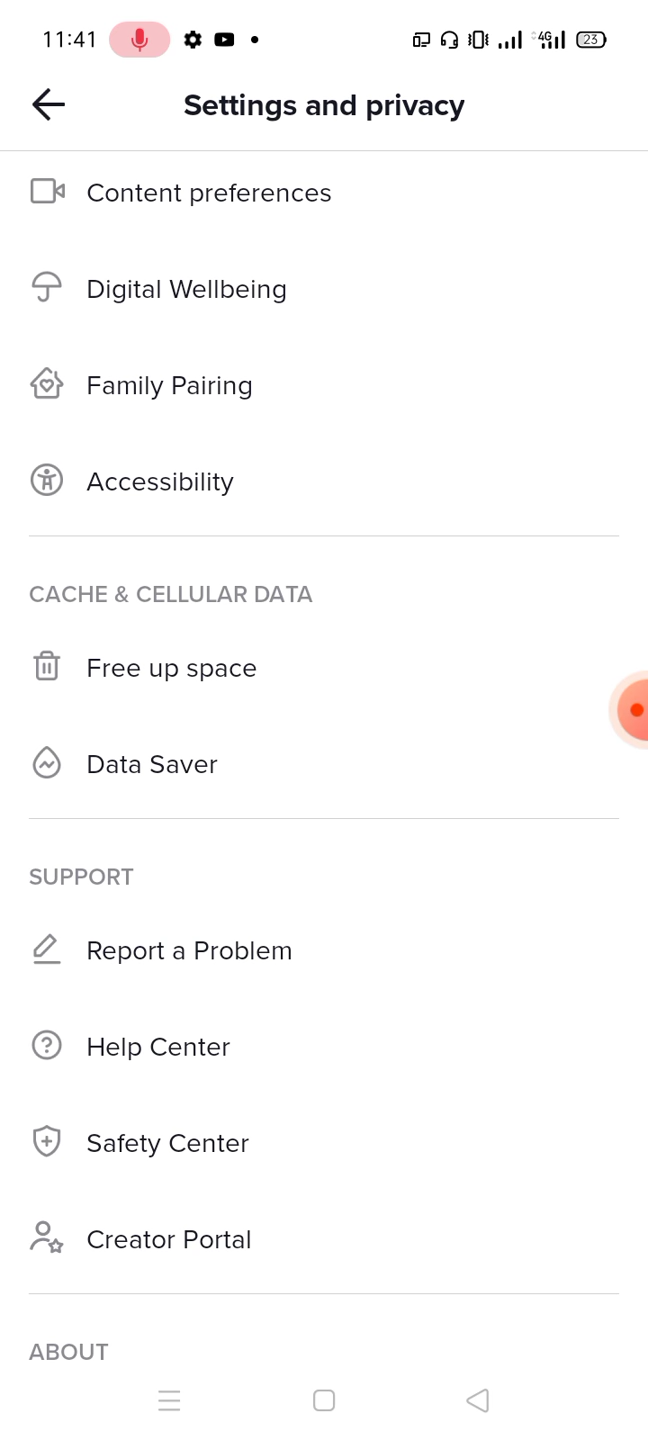 11:41
4G
23
Settings and privacy
Content preferences
Digital Wellbeing
Family Pairing
Accessibility
CACHE & CELLULAR DATA
Free up space
Data Saver
SUPPORT
Report a Problem
Help Center
Safety Center
Creator Portal
ABOUT